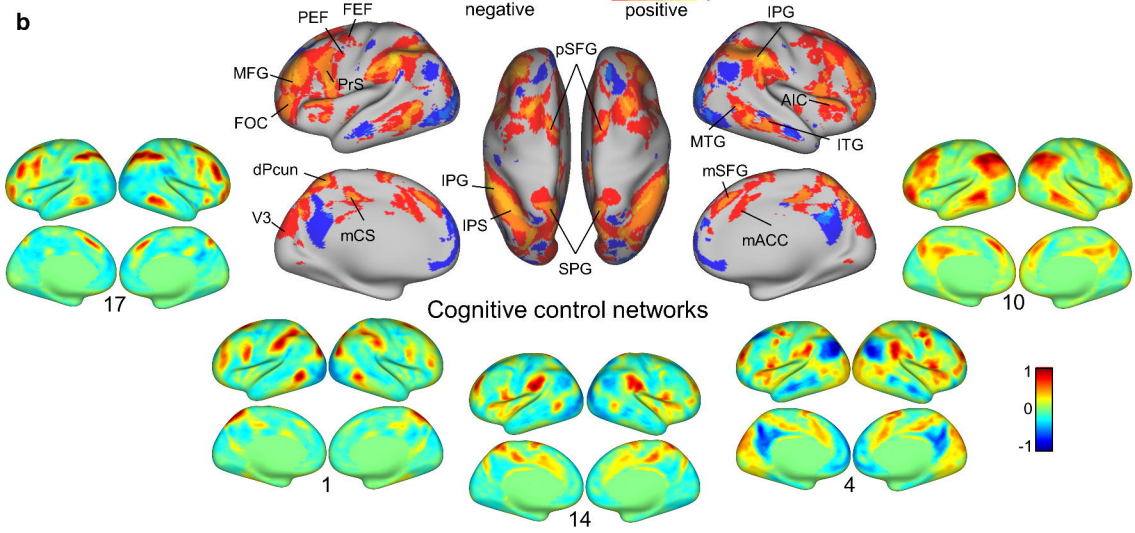 b
negative
positive
PEF
FEF
MFG
PrS
FOC
pSFG
IPG
AIC
MTG
ITG
dPcun
V3
mCS
IPG
IPS
SPG
mSFG
mACC
17
10
Cognitive control networks
1
14
4
1
0
-1